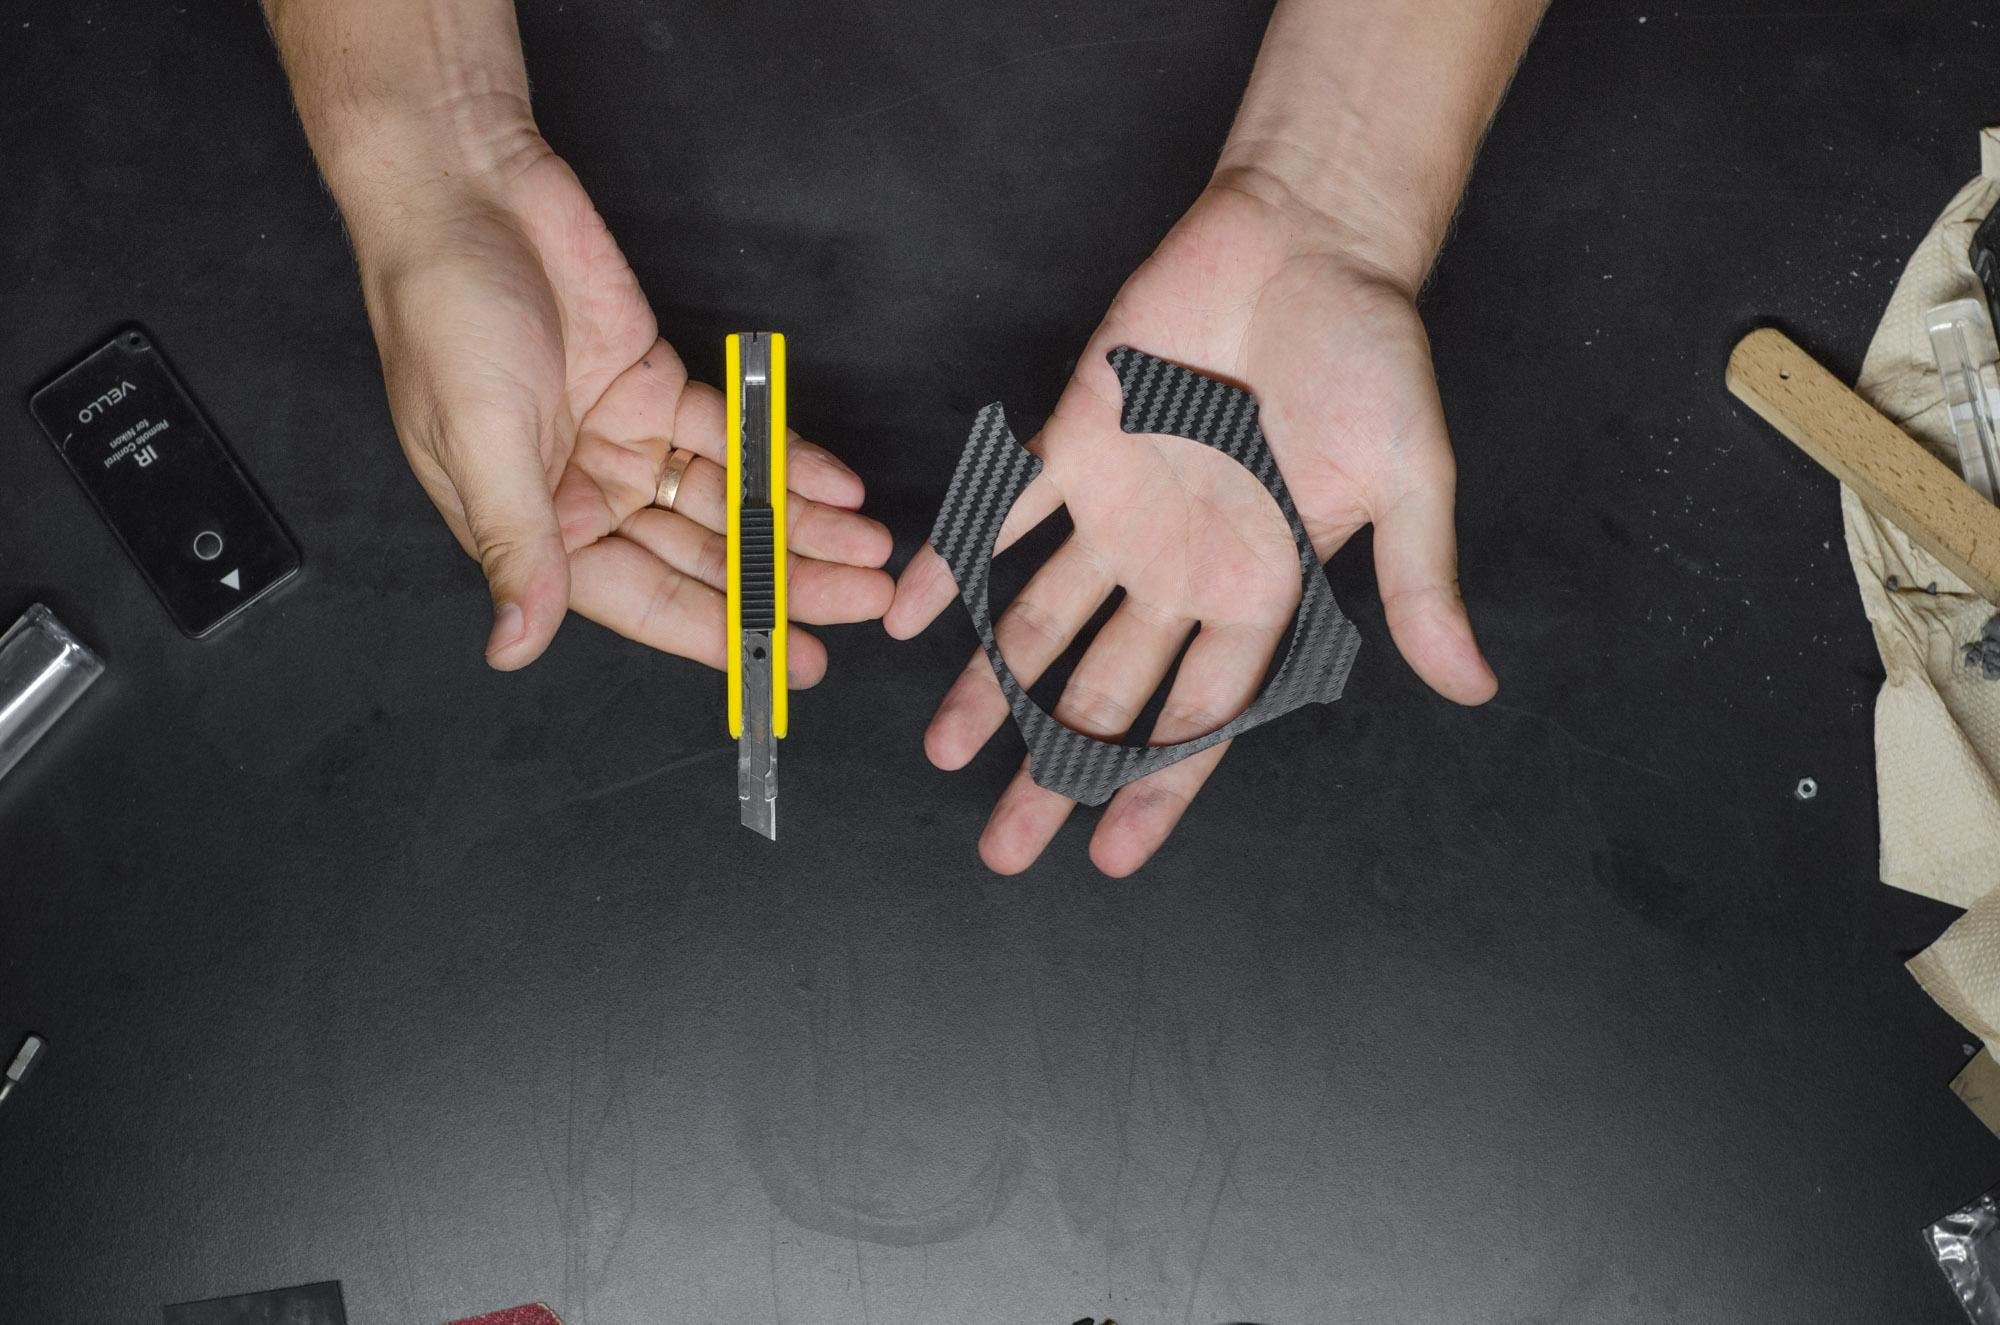 VELLO
IR
Remote Control
for Nikon